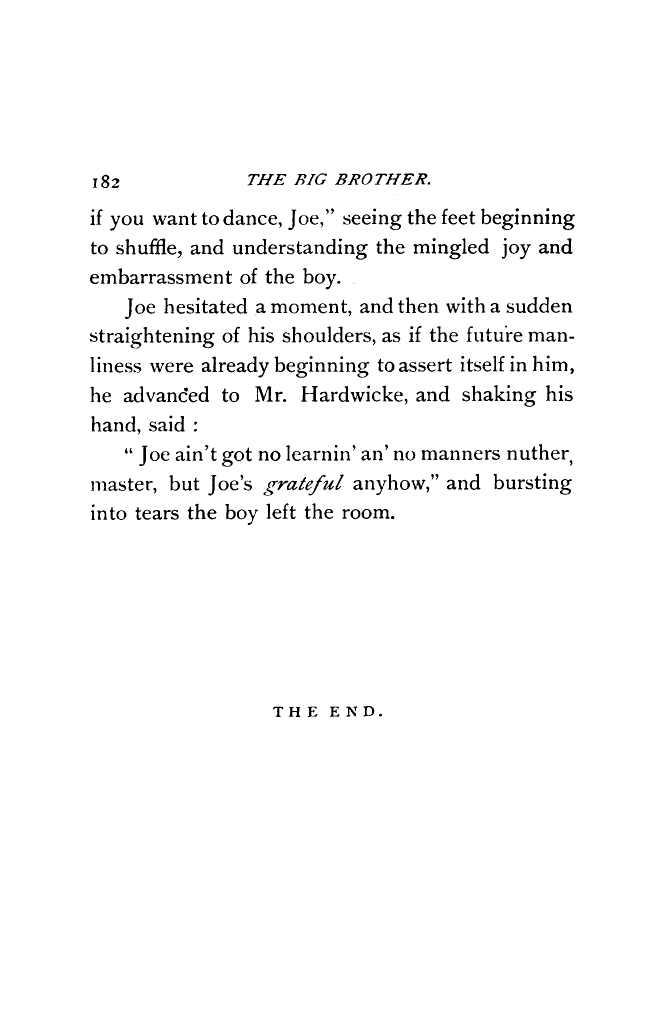 182 THE BIG BROTHER.
if you want to dance, Joe,” seeing the feet beginning
to shuffle, and understanding the mingled joy and
embarrassment of the boy.
Joe hesitated a moment, and then with a sudden
straightening of his shoulders, as if the future man-
liness were already beginning to assert itself in him,
he advanced to Mr. Hardwicke, and shaking his
hand, said :
“ Joe ain’t got no learnin’ an’ no manners nuther,
master, but Joe’s grateful anyhow,” and bursting
into tears the boy left the room.
THE END.